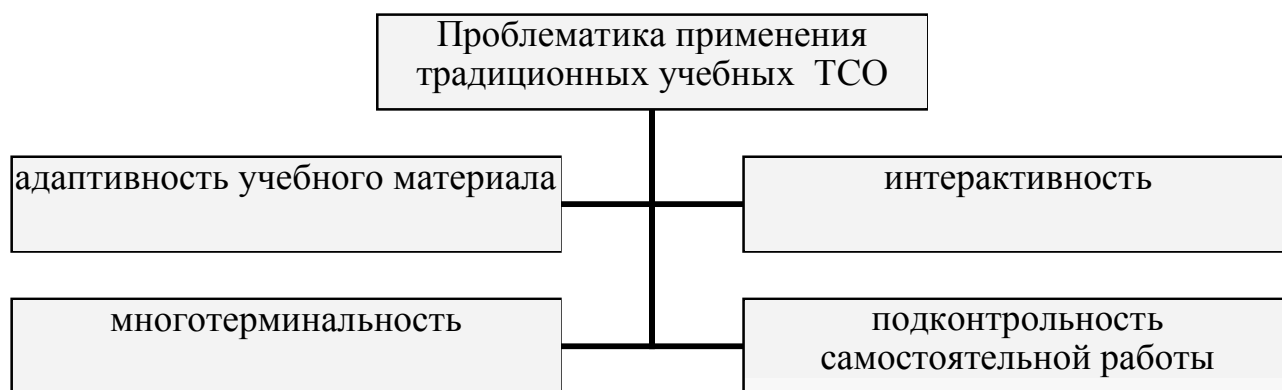 Проблематика применения
традиционных учебных ТСО
адаптивность учебного материала
интерактивность
многотерминальность
подконтрольность
самостоятельной работы